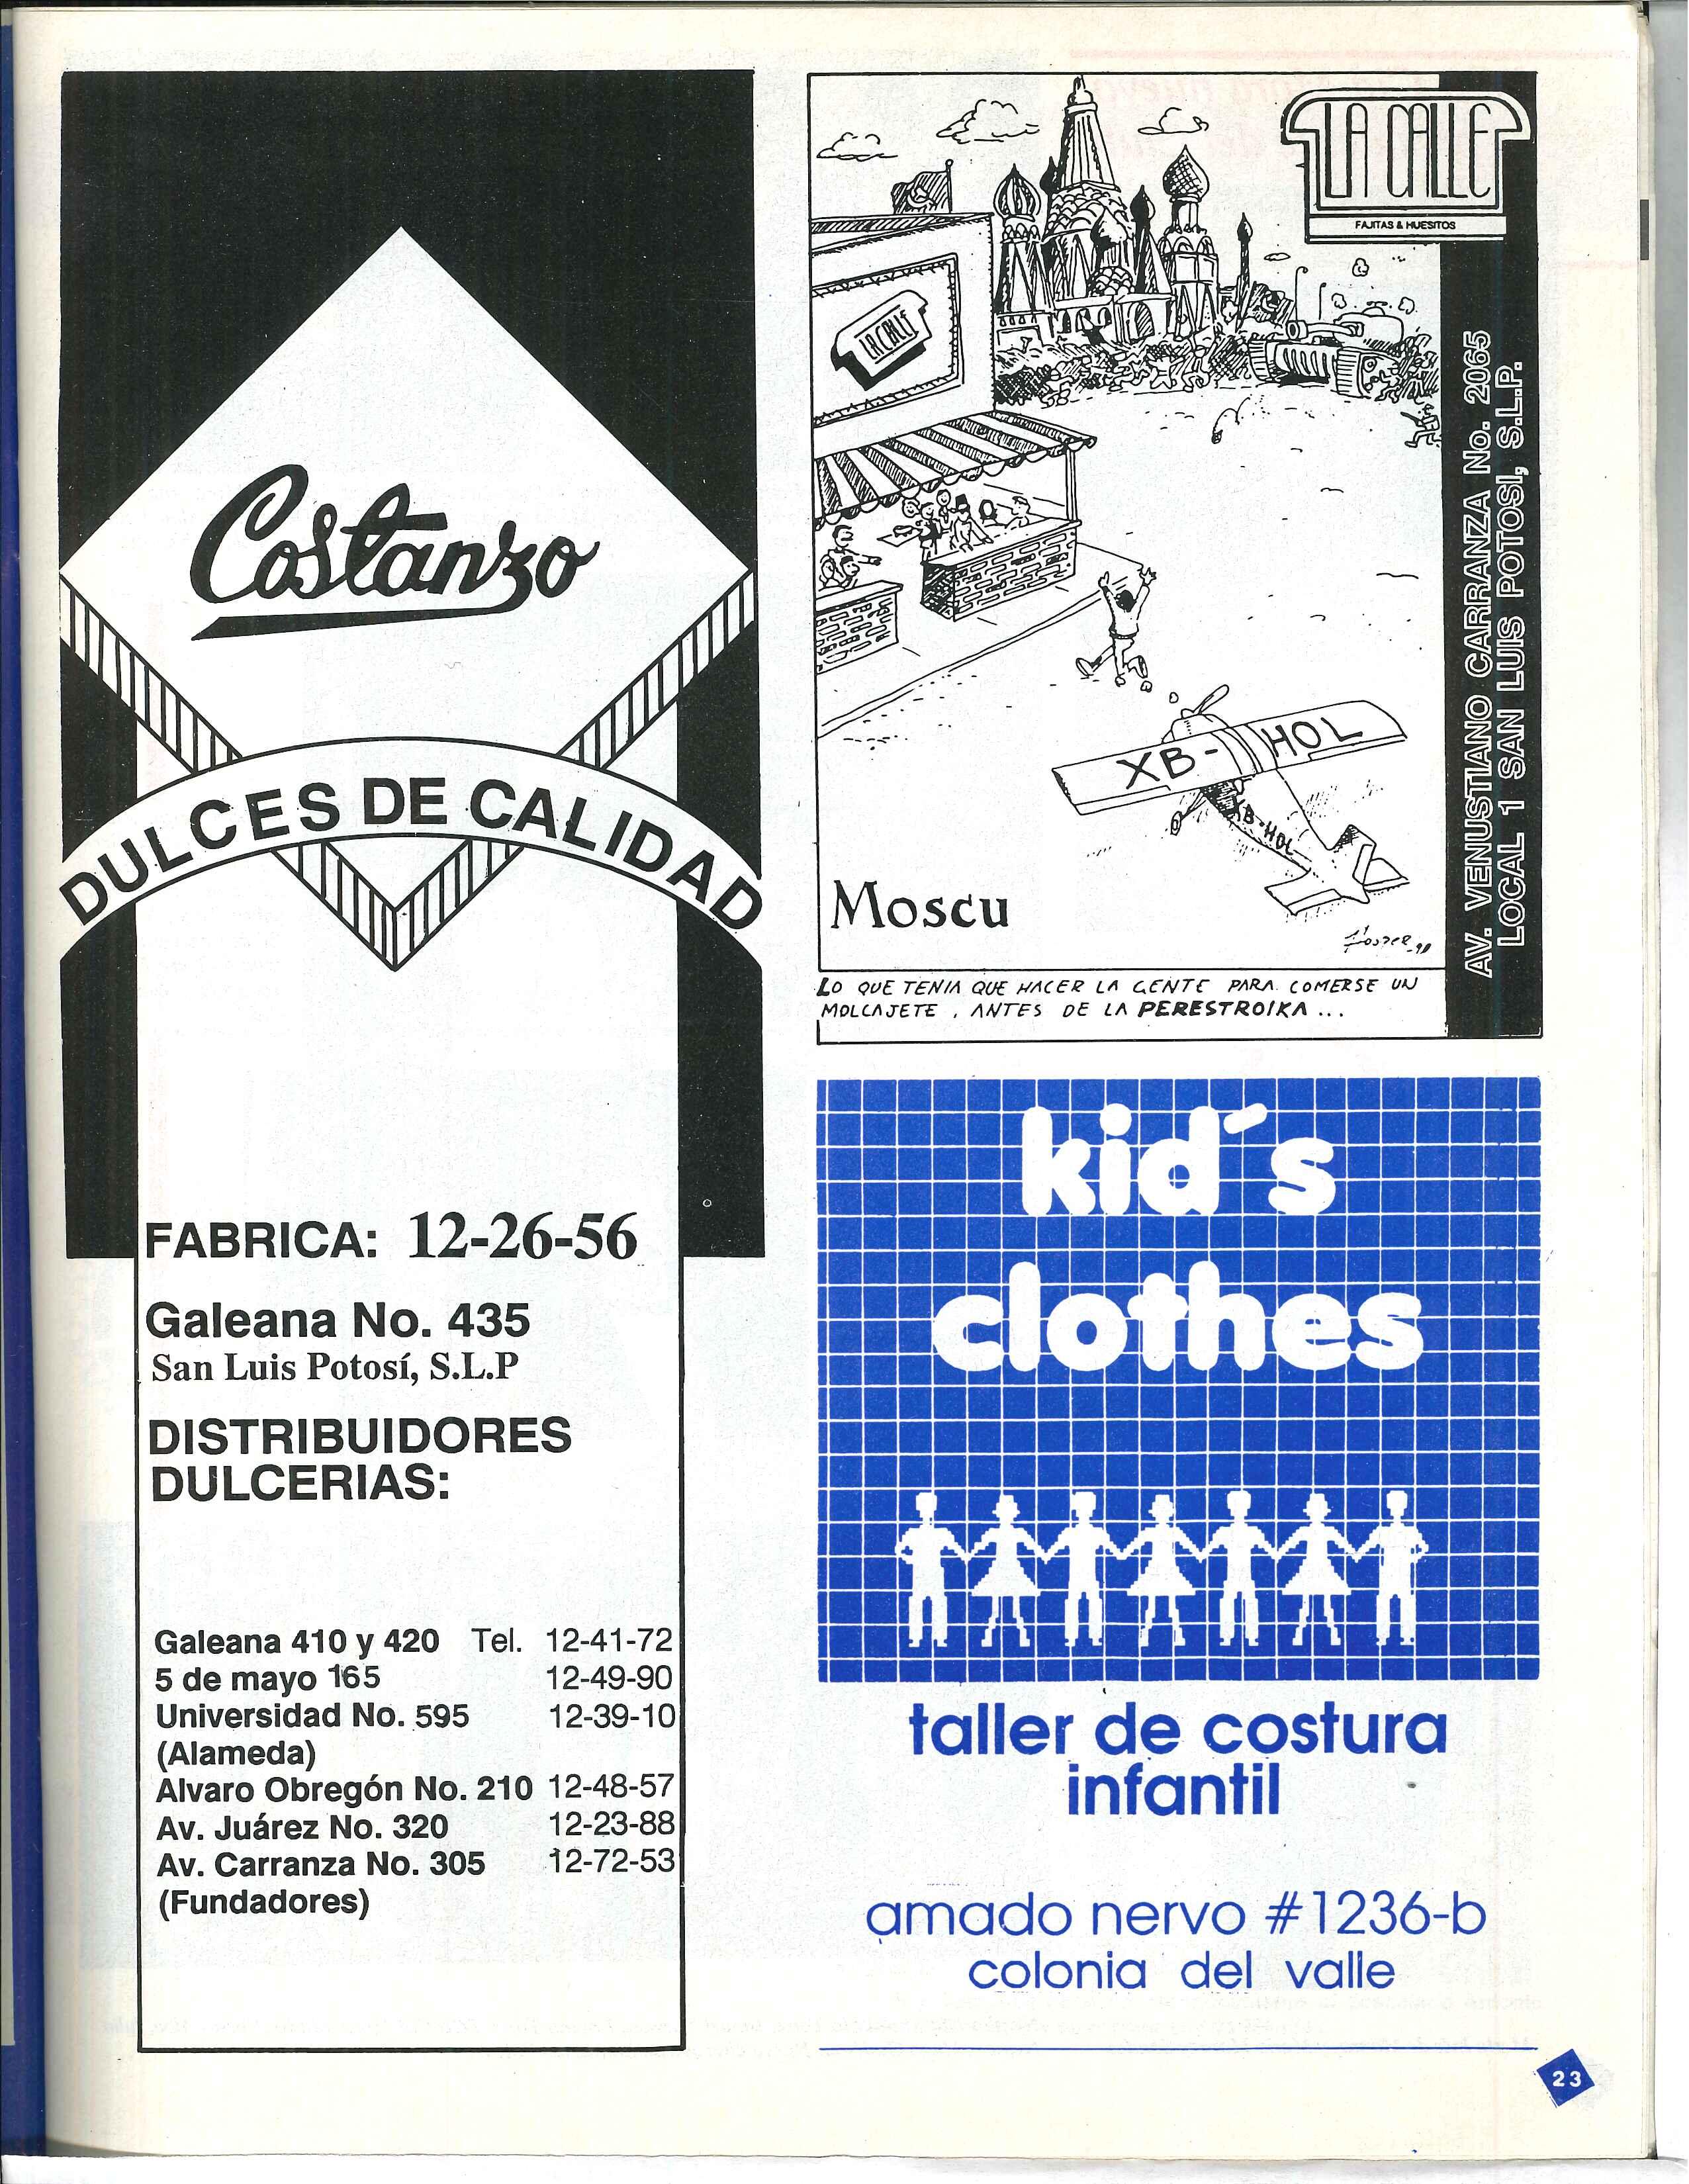 Costanzo
DULCES DE CALIDAD
FABRICA: 12-26-56
Galeana No. 435
San Luis Potosí, S.L.P
DISTRIBUIDORES
DULCERIAS:
Galeana 410 y 420 Tel. 12-41-72
5 de mayo 165 12-49-90
Universidad No. 595 12-39-10
(Alameda)
Alvaro Obregón No. 210 12-48-57
Av. Juárez No. 320 12-23-88
Av. Carranza No. 305 12-72-53
(Fundadores)
LA CALLE
FAJITAS & HUESITOS
LA CALLE
XB-HOL
XB-HOL
Moscu
AV. VENUSTIANO CARRANZA No. 2065
LOCAL 1 SAN LUIS POTOSI, S.L.P.
LO QUE TENIA QUE HACER LA GENTE PARA COMERSE UN
MOLCAJETE, ANTES DE LA PERESTROIKA...
kid´s
clothes
taller de costura
infantil
amado nervo #1236-b
colonia del valle
23